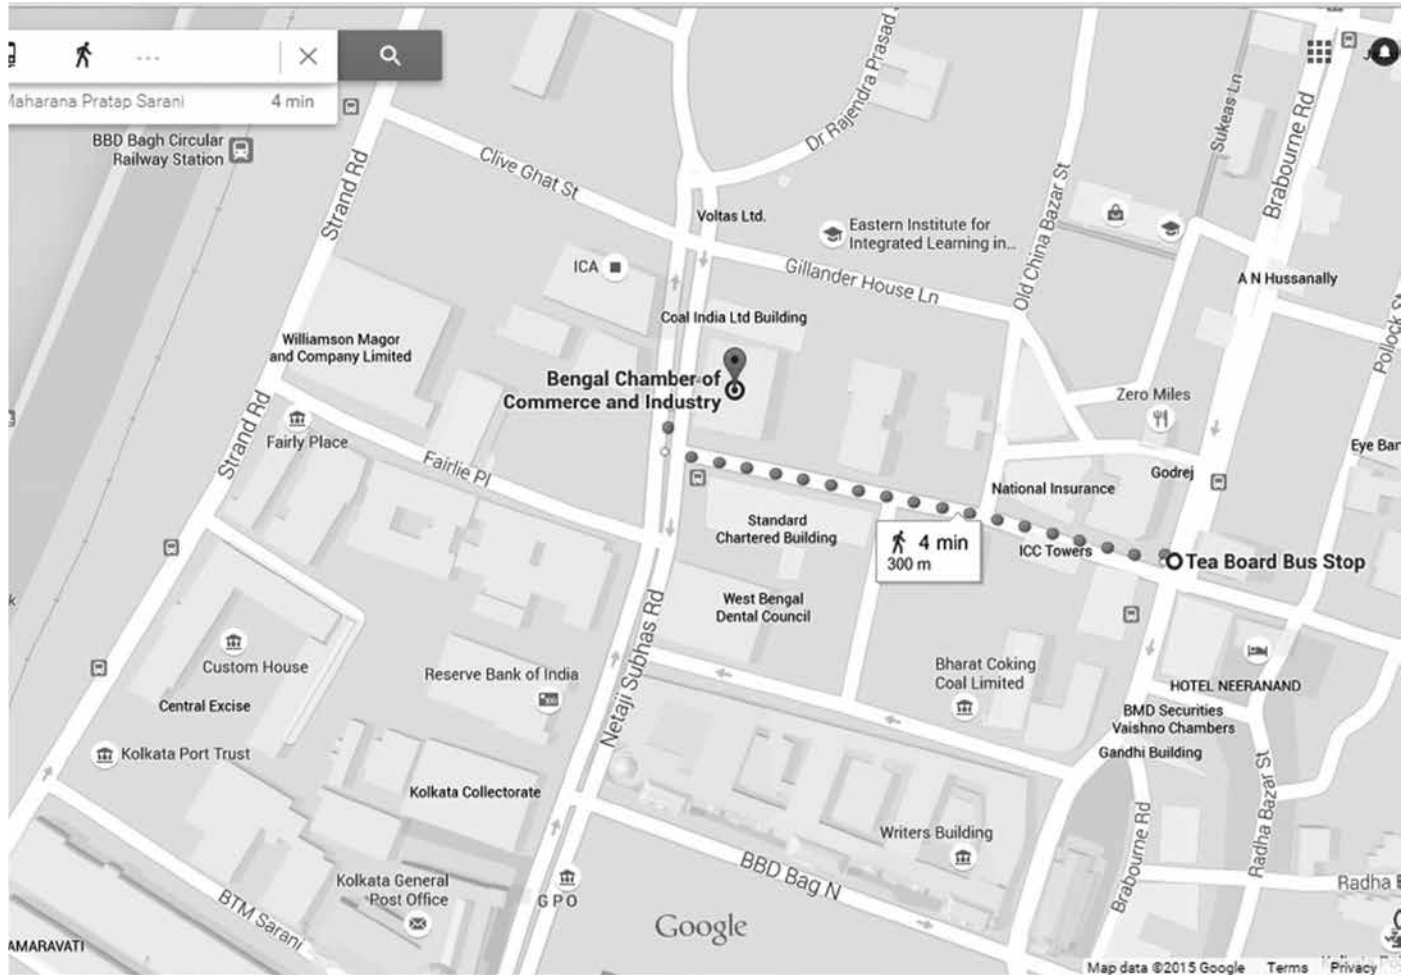 ...
Maharana Pratap Sarani 4 min
BBD Bagh Circular
Railway Station
Strand Rd
Clive Ghat St
Dr Rajendra Prasad
Voltas Ltd.
Eastern Institute for
Integrated Learning in...
Old China Bazar St
Sukeas Ln
Brabourne Rd
ICA
Gillander House Ln
A N Hussanally
Pollock St
Coal India Ltd Building
Williamson Magor
and Company Limited
Bengal Chamber of
Commerce and Industry
Zero Miles
Strand Rd
Fairly Place
Fairlie Pl
Eye Ban
Godrej
National Insurance
Standard
Chartered Building
4 min
300 m
ICC Towers
Tea Board Bus Stop
West Bengal
Dental Council
Netaji Subhas Rd
Custom House
Reserve Bank of India
Bharat Coking
Coal Limited
HOTEL NEERANAND
Central Excise
BMD Securities
Vaishno Chambers
Kolkata Port Trust
Gandhi Building
Kolkata Collectorate
Writers Building
Radha Bazar St
Brabourne Rd
BBD Bag N
Kolkata General
Post Office
G P O
Radha B
BTM Sarani
Google
AMARAVATI
Map data ©2015 Google Terms Privacy